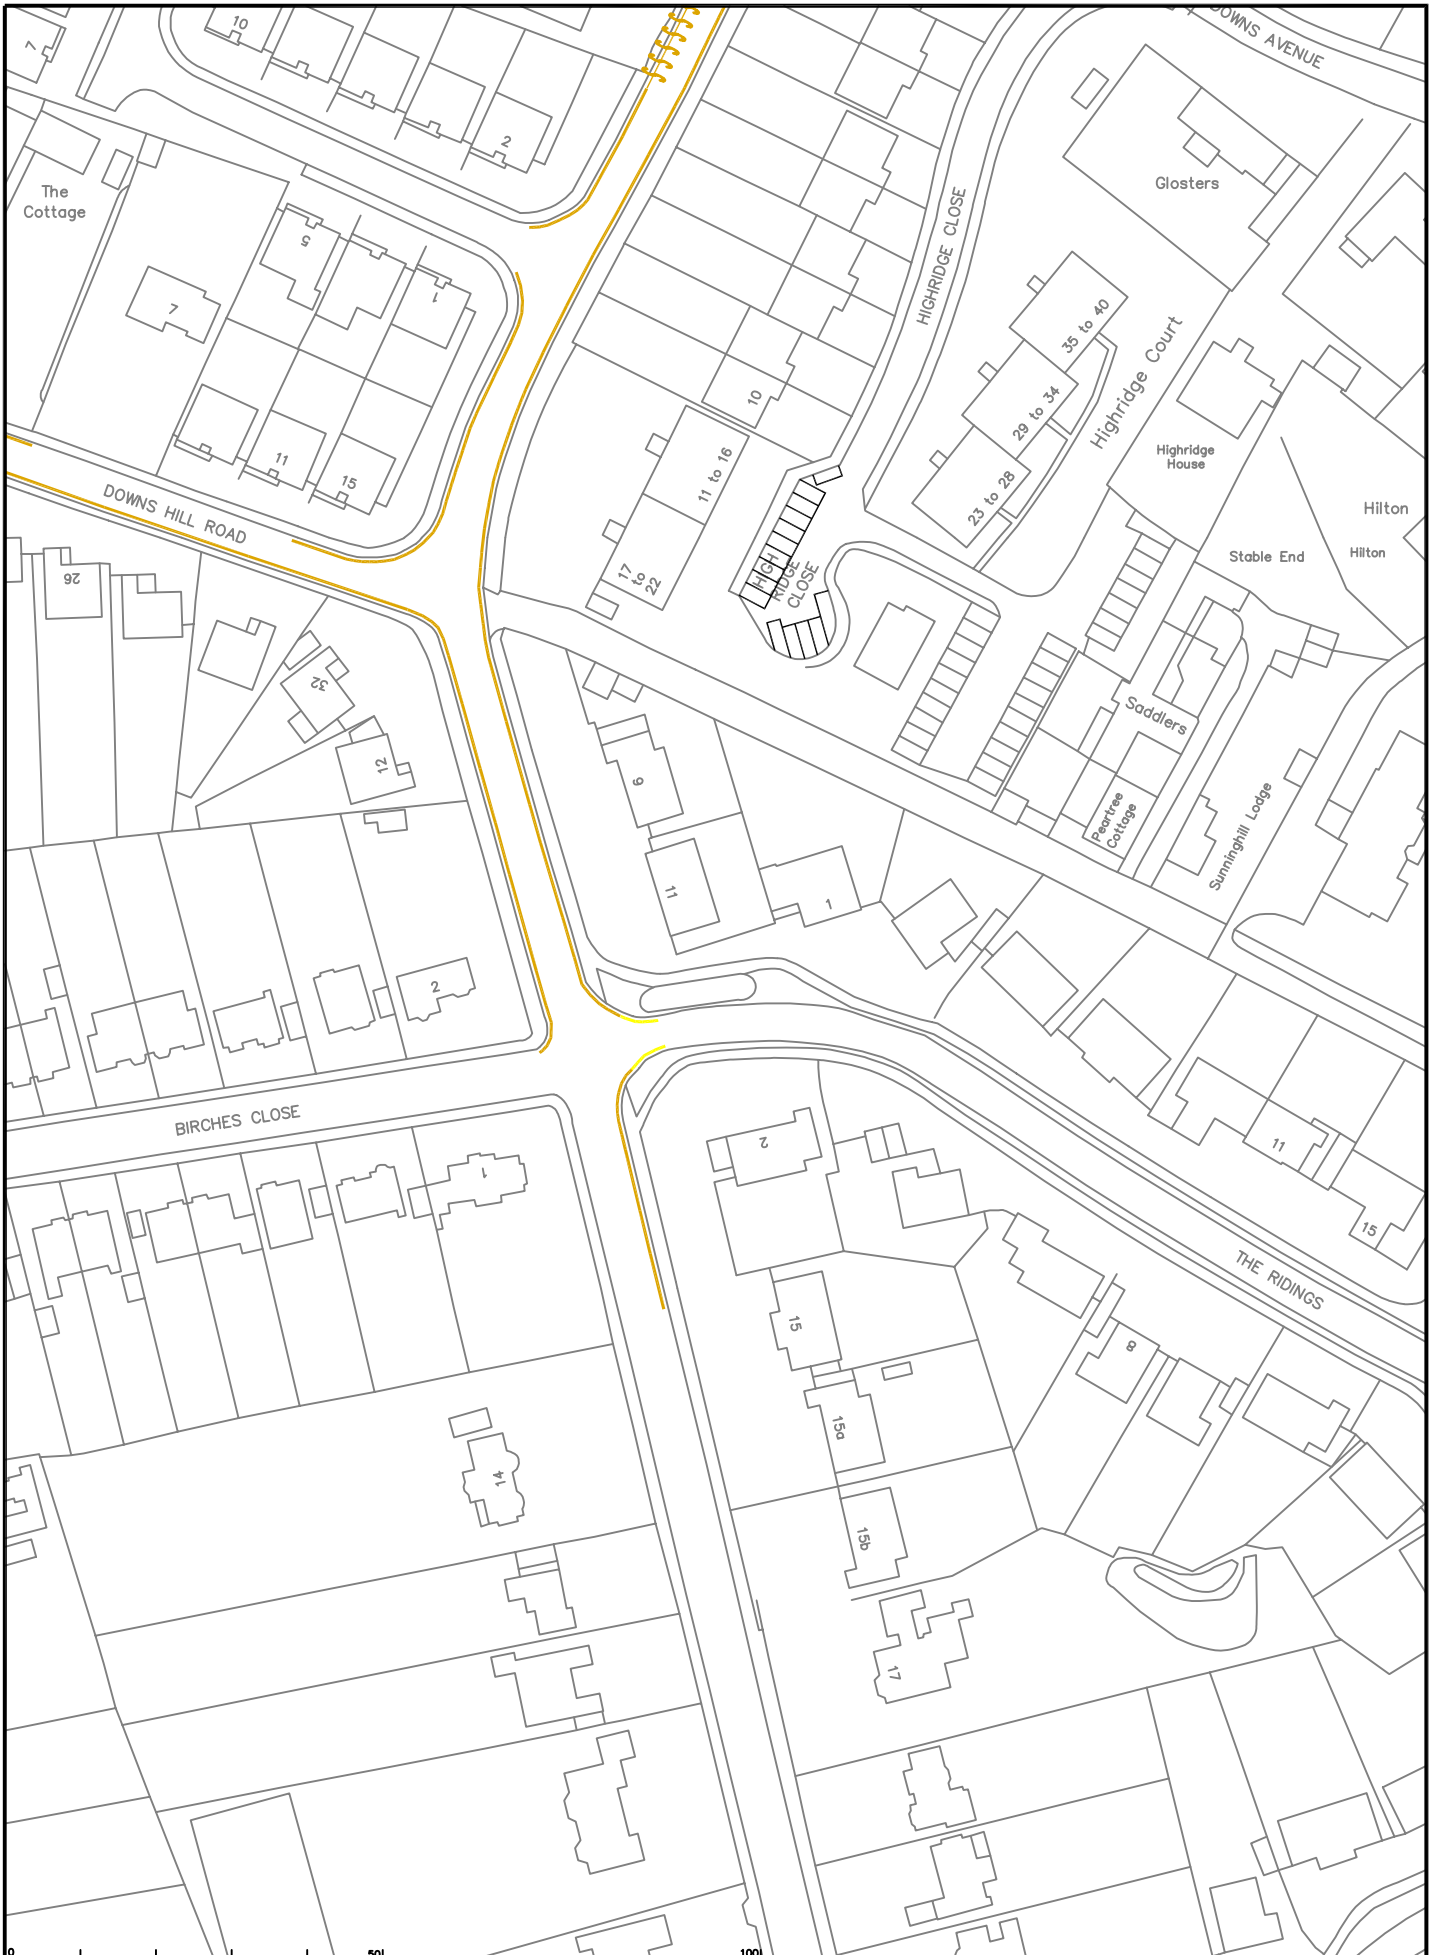 10
DOWNS AVENUE
7
2
The
Cottage
Glosters
5
HIGHRIDGE CLOSE
1
7
35 to 40
Highridge Court
10
29 to 34
11
11 to 16
Highridge
House
15
23 to 28
DOWNS HILL ROAD
Hilton
Hilton
Stable End
26
17
to
22
HIGH
RIDGE
CLOSE
32
Saddlers
12
9
Peartree
Cottage
Sunninghill Lodge
11
1
2
BIRCHES CLOSE
2
11
1
15
THE RIDINGS
15
8
15a
14
15b
17
0
50
100